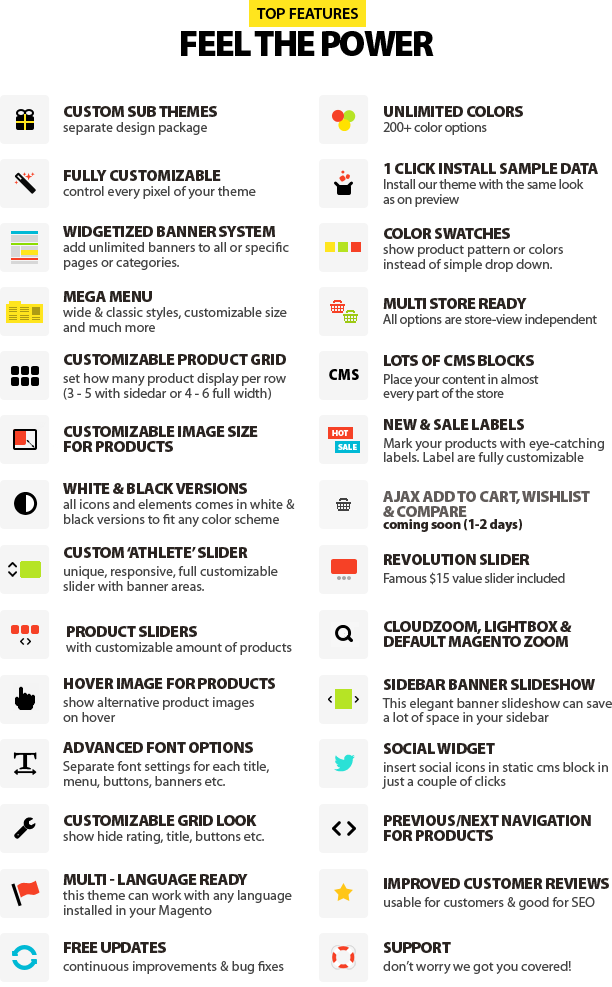 TOP FEATURES
FEEL THE POWER
CUSTOM SUB THEMES
separate design package
FULLY CUSTOMIZABLE
control every pixel of your theme
WIDGETIZED BANNER SYSTEM
add unlimited banners to all or specific
pages or categories.
MEGA MENU
wide & classic styles, customizable size
and much more
CUSTOMIZABLE PRODUCT GRID
set how many product display per row
(3 - 5 with sidedar or 4 - 6 full width)
CUSTOMIZABLE IMAGE SIZE
FOR PRODUCTS
WHITE & BLACK VERSIONS
all icons and elements comes in white &
black versions to fit any color scheme
CUSTOM ‘ATHLETE’ SLIDER
unique, responsive, full customizable
slider with banner areas.
PRODUCT SLIDERS
with customizable amount of products
HOVER IMAGE FOR PRODUCTS
show alternative product images
on hover
ADVANCED FONT OPTIONS
Separate font settings for each title,
menu, buttons, banners etc.
CUSTOMIZABLE GRID LOOK
show hide rating, title, buttons etc.
MULTI - LANGUAGE READY
this theme can work with any language
installed in your Magento
FREE UPDATES
continuous improvements & bug fixes
UNLIMITED COLORS
200+ color options
1 CLICK INSTALL SAMPLE DATA
Install our theme with the same look
as on preview
COLOR SWATCHES
show product pattern or colors
instead of simple drop down.
MULTI STORE READY
All options are store-view independent
CMS
LOTS OF CMS BLOCKS
Place your content in almost
every part of the store
HOT
SALE
NEW & SALE LABELS
Mark your products with eye-catching
labels. Label are fully customizable
AJAX ADD TO CART, WISHLIST
& COMPARE
coming soon (1-2 days)
REVOLUTION SLIDER
Famous $15 value slider included
CLOUDZOOM, LIGHTBOX &
DEFAULT MAGENTO ZOOM
SIDEBAR BANNER SLIDESHOW
This elegant banner slideshow can save
a lot of space in your sidebar
SOCIAL WIDGET
insert social icons in static cms block in
just a couple of clicks
PREVIOUS/NEXT NAVIGATION
FOR PRODUCTS
IMPROVED CUSTOMER REVIEWS
usable for customers & good for SEO
SUPPORT
don’t worry we got you covered!